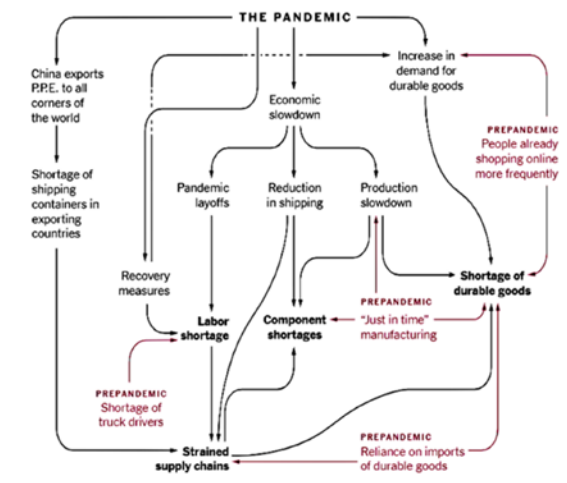 THE PANDEMIC
China exports
P.P.E. to all
corners of
the world
Increase in
demand for
durable goods
Economic
slowdown
PREPANDEMIC
People already
shopping online
more frequently
Shortage of
shipping
containers in
exporting
countries
Pandemic
layoffs
Reduction
in shipping
Production
slowdown
Recovery
measures
Shortage of
durable goods
Labor
shortage
Component
shortages
PREPANDEMIC
"Just in time"
manufacturing
PREPANDEMIC
Shortage of
truck drivers
Strained
supply chains
PREPANDEMIC
Reliance on imports
of durable goods